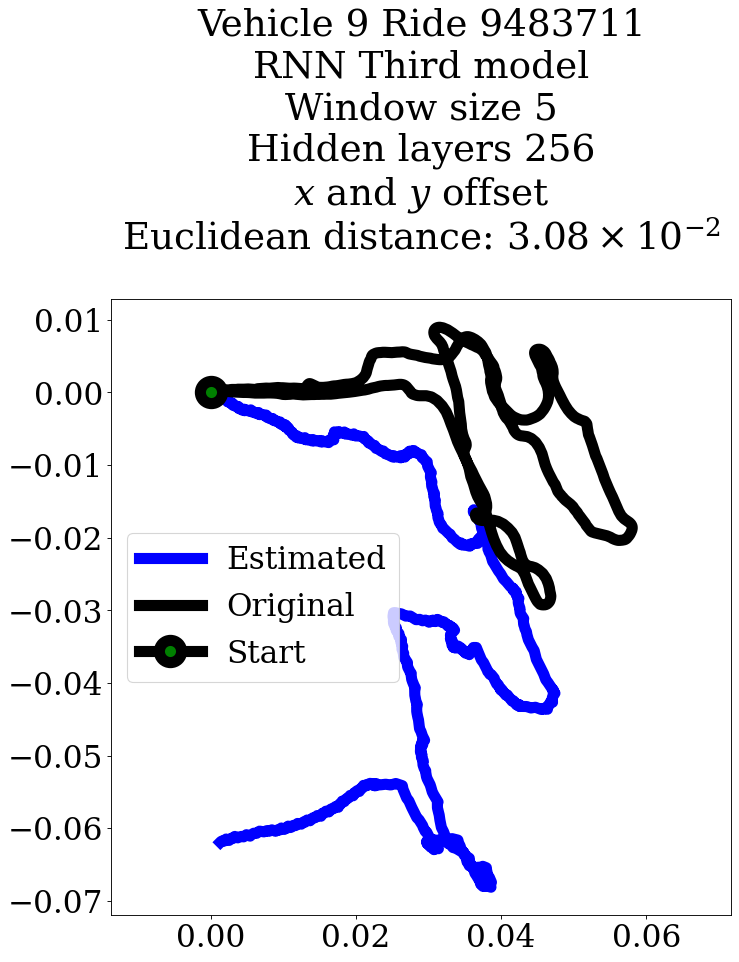 Vehicle 9 Ride 9483711
RNN Third model
Window size 5
Hidden layers 256
x and y offset
Euclidean distance: 3.08 × 10⁻²
0.01
0.00
−0.01
−0.02
−0.03
−0.04
−0.05
−0.06
−0.07
Estimated
Original
Start
0.00 0.02 0.04 0.06